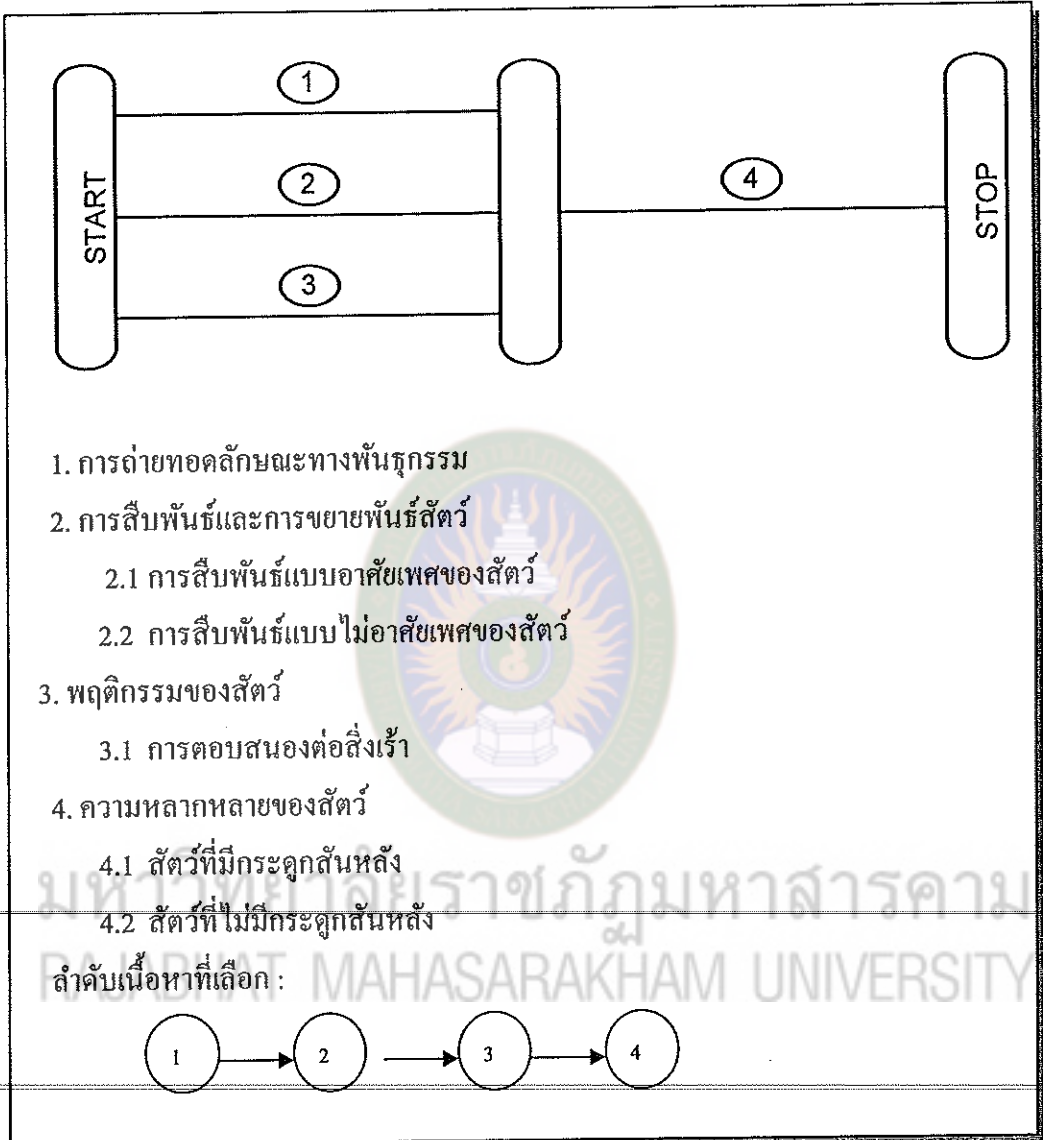 1
START
2
4
STOP
3
1. การถ่ายทอดลักษณะทางพันธุกรรม
2. การสืบพันธ์และการขยายพันธ์สัตว์
2.1 การสืบพันธ์แบบอาศัยเพศของสัตว์
2.2 การสืบพันธ์แบบไม่อาศัยเพศของสัตว์
3. พฤติกรรมของสัตว์
3.1 การตอบสนองต่อสิ่งเร้า
4. ความหลากหลายของสัตว์
4.1 สัตว์ที่มีกระดูกสันหลัง
มหาวิทยาลัยราชภัฏมหาสารคาม
4.2 สัตว์ที่ไม่มีกระดูกสันหลัง
ลำดับเนื้อหาที่เลือก :
RAJABHAT MAHASARAKHAM UNIVERSITY
1 2 3 4